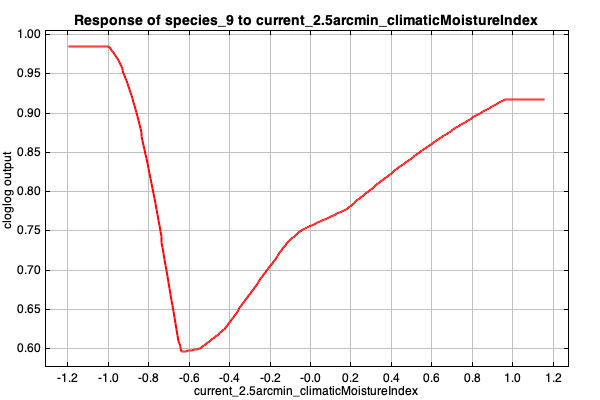 Response of species_9 to current_2.5arcmin_climaticMoistureIndex
1.00
0.95
0.90
0.85
0.80
0.75
0.70
0.65
0.60
cloglog output
-1.2 -1.0 -0.8 -0.6 -0.4 -0.2 -0.0 0.2 0.4 0.6 0.8 1.0 1.2
current_2.5arcmin_climaticMoistureIndex